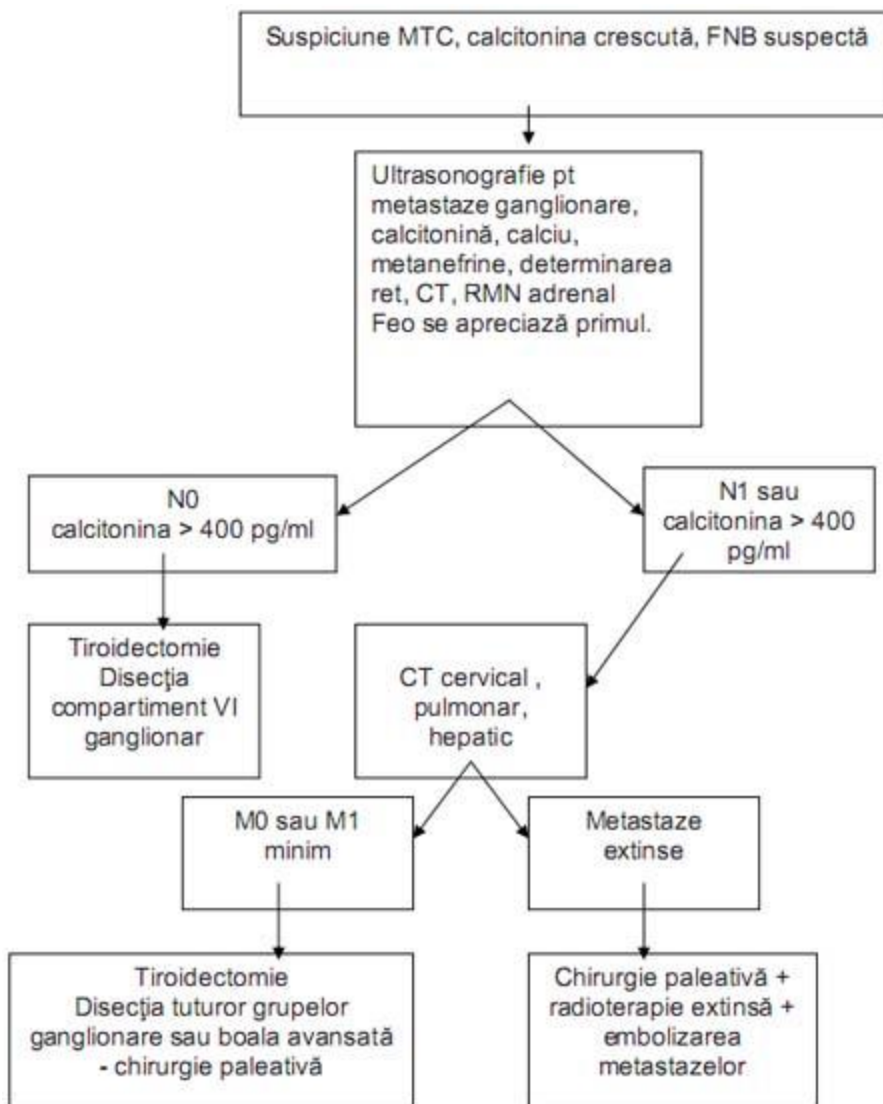 Suspiciune MTC, calcitonina crescută, FNB suspectă
Ultrasonografie pt
metastaze ganglionare,
calcitonină, calciu,
metanefrine, determinarea
ret, CT, RMN adrenal
Feo se apreciază primul.
N0
calcitonina > 400 pg/ml
N1 sau
calcitonina > 400
pg/ml
Tiroidectomie
Disecţia
compartiment VI
ganglionar
CT cervical ,
pulmonar,
hepatic
M0 sau M1
minim
Metastaze
extinse
Tiroidectomie
Disecţia tuturor grupelor
ganglionare sau boala avansată
- chirurgie paleativă
Chirurgie paleativă +
radioterapie extinsă +
embolizarea
metastazelor